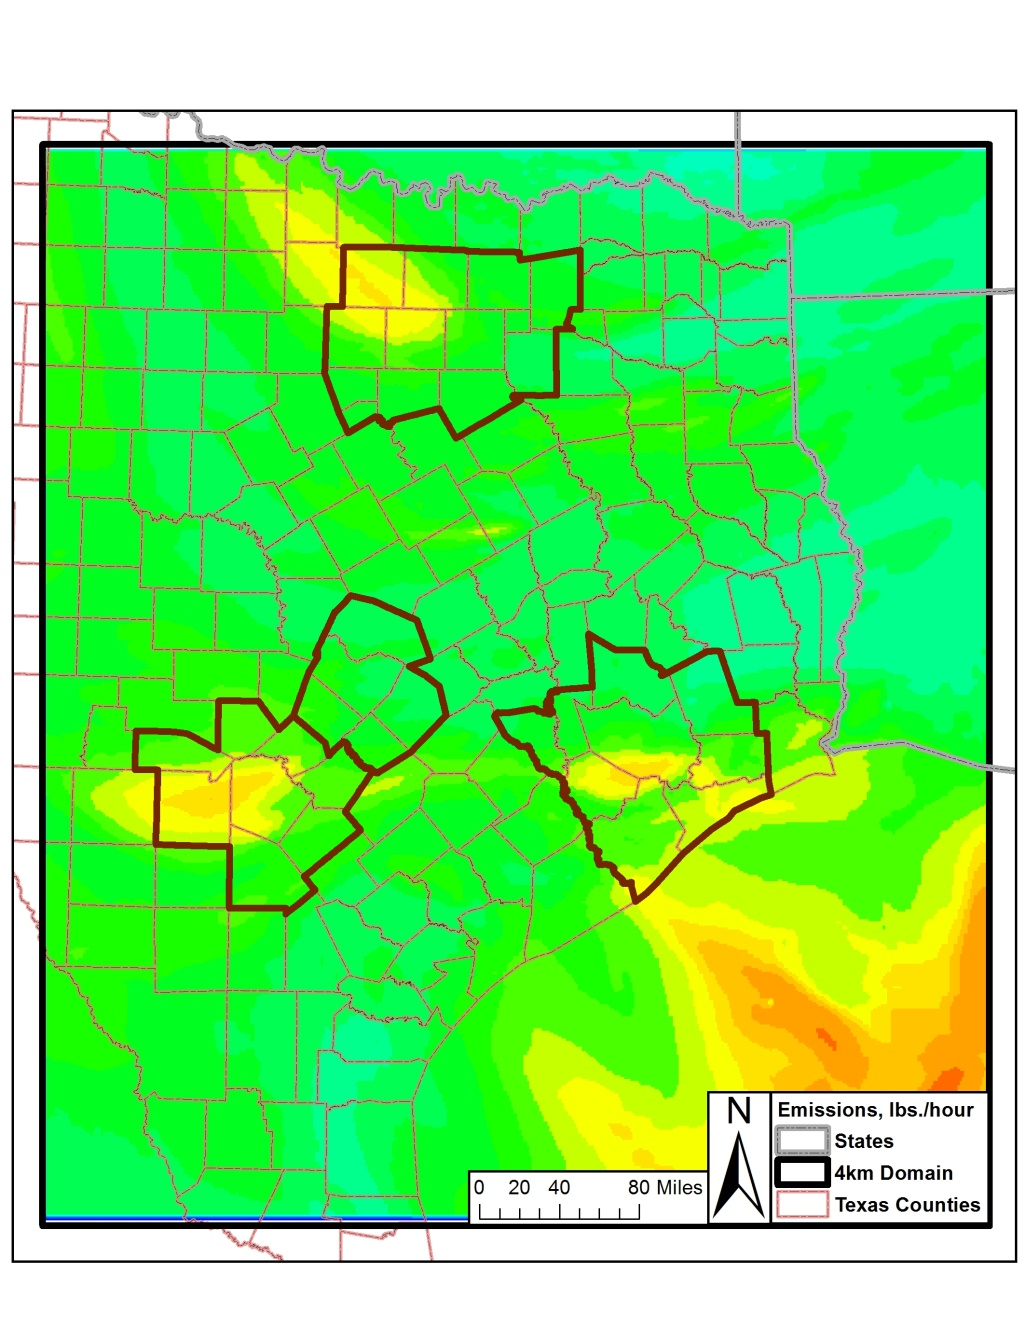 N
Emissions, lbs./hour
States
4km Domain
Texas Counties
0 20 40 80 Miles